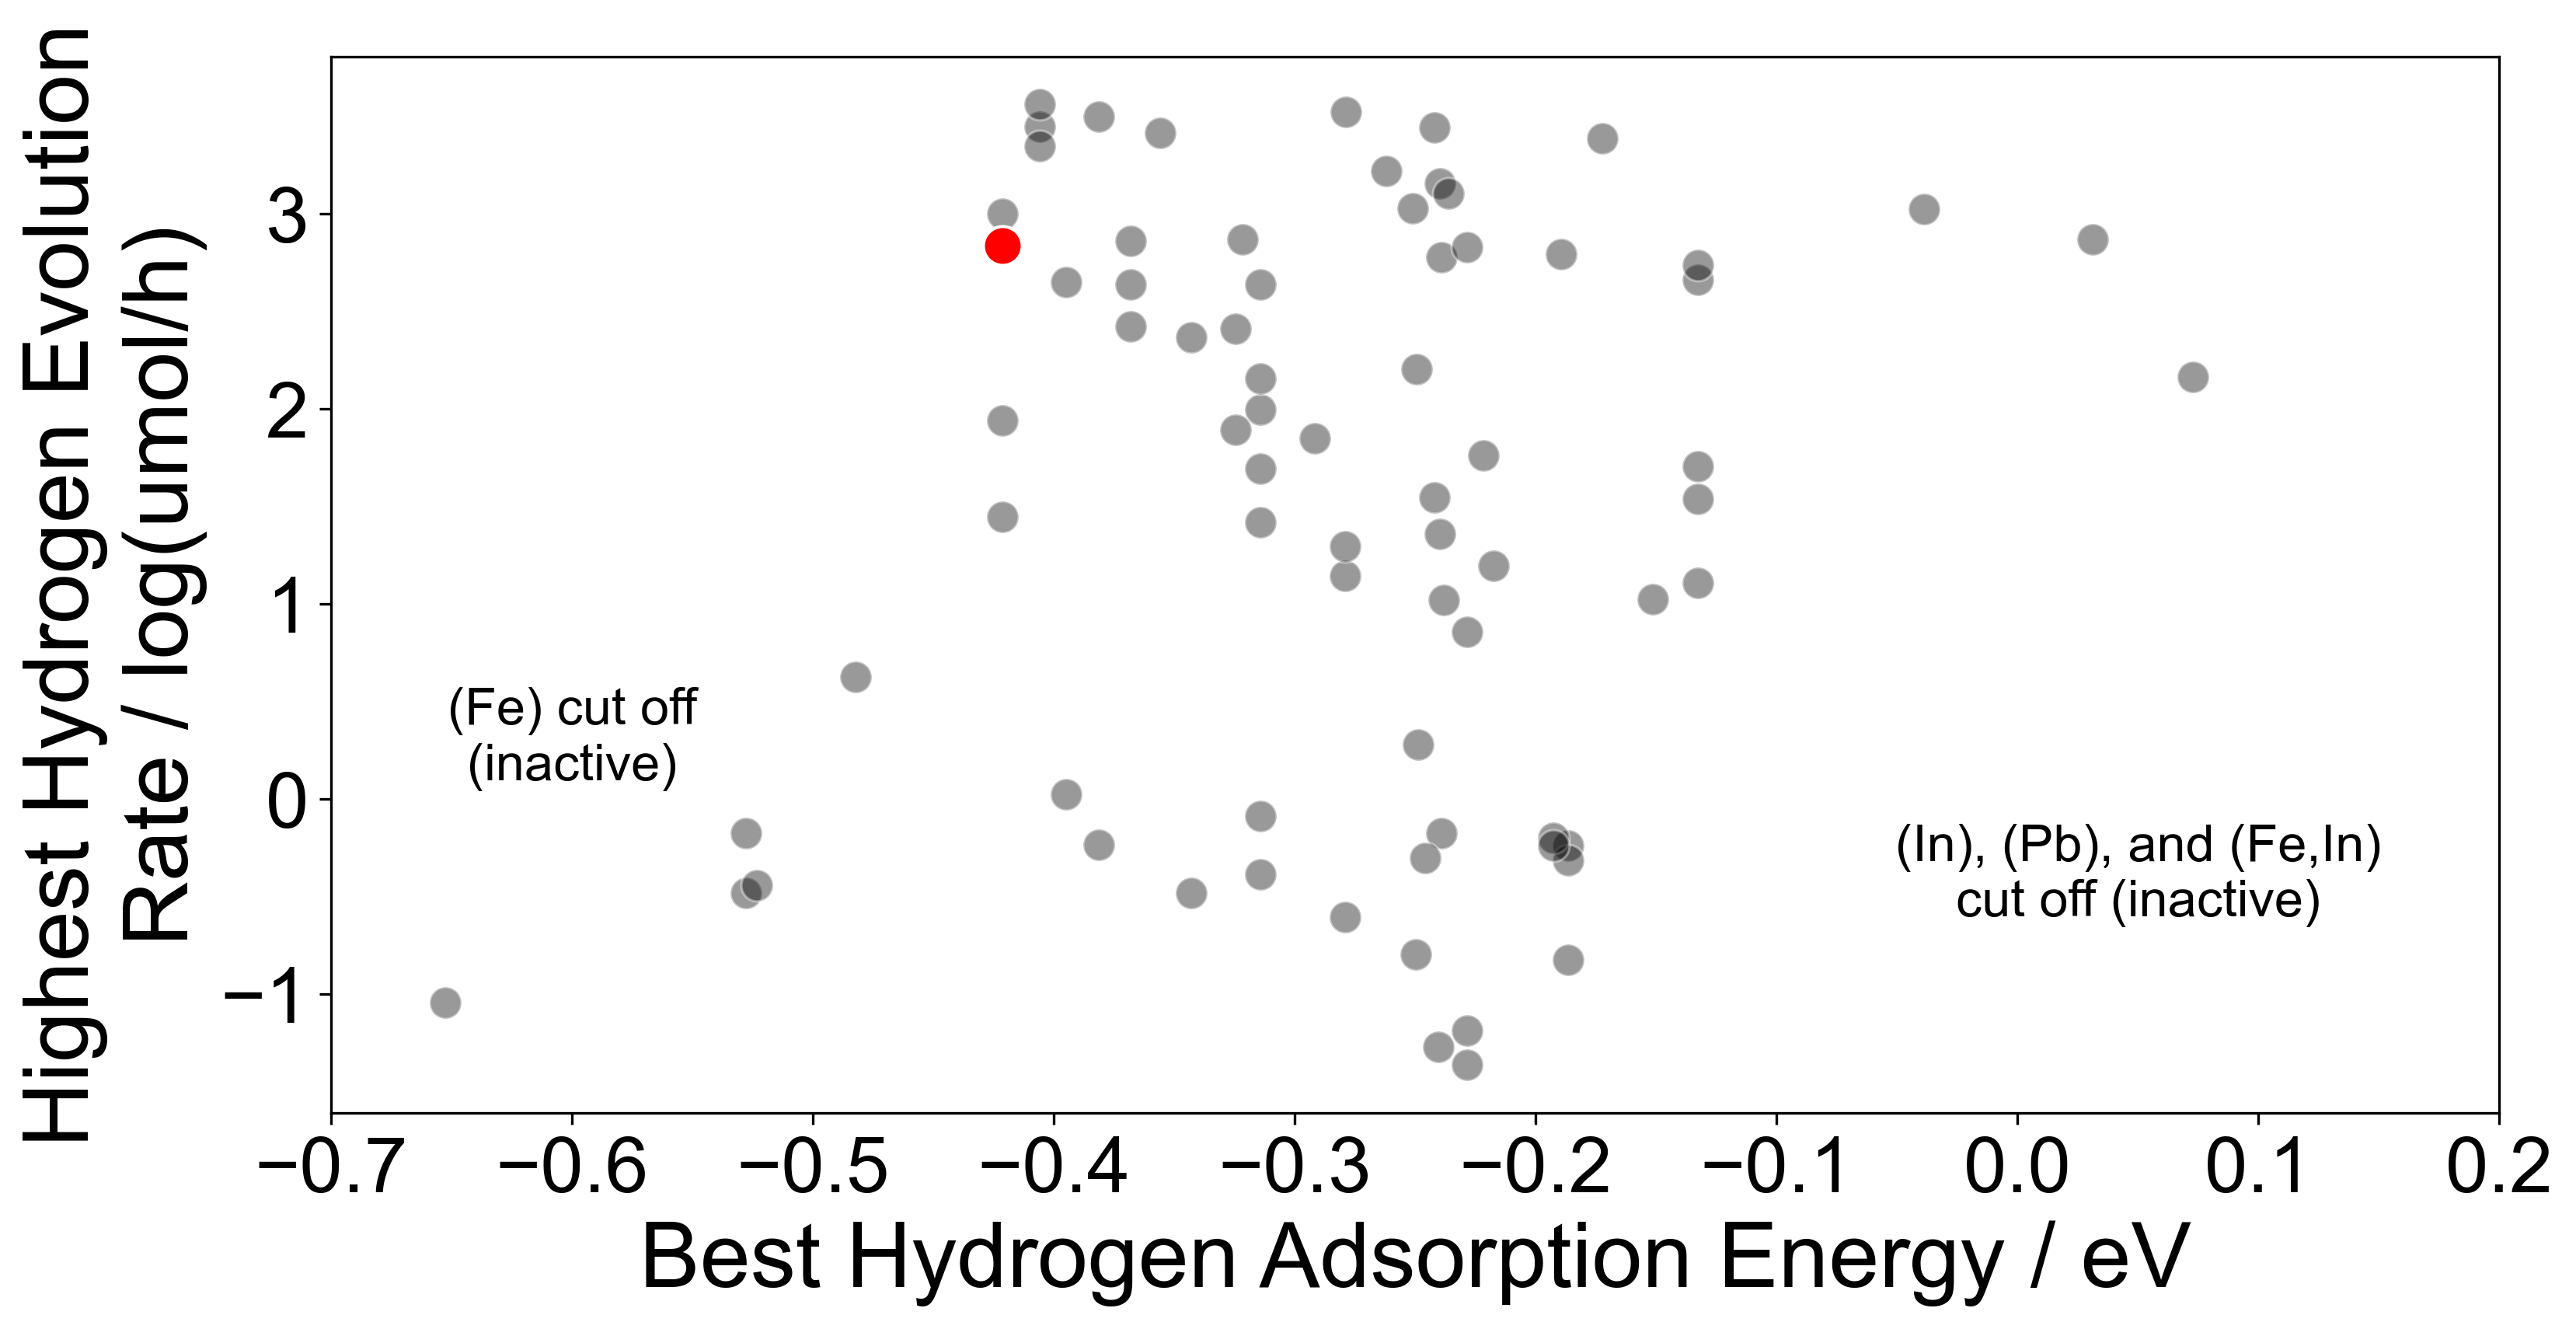 Highest Hydrogen Evolution
Rate / log(umol/h)
3
2
1
0
−1
(Fe) cut off
(inactive)
(In), (Pb), and (Fe,In)
cut off (inactive)
−0.7 −0.6 −0.5 −0.4 −0.3 −0.2 −0.1 0.0 0.1 0.2
Best Hydrogen Adsorption Energy / eV